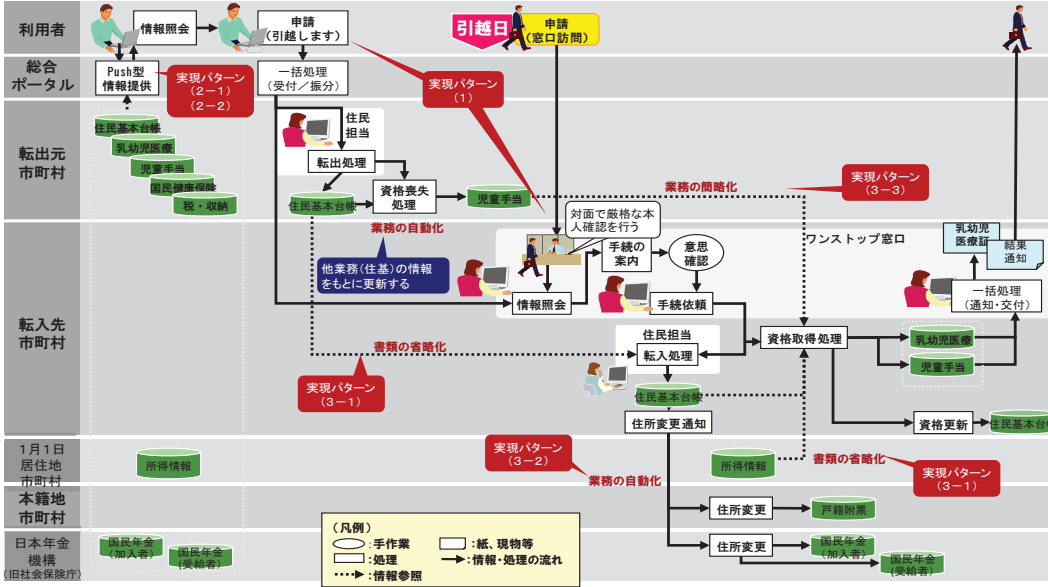 利用者
情報照会
申請
（引越します）
引越日
申請
（窓口訪問）
総合
ポータル
Push型
情報提供
実現パターン
（２－１）
（２－２）
一括処理
（受付／振分）
実現パターン
（１）
転出元
市町村
住民基本台帳
乳幼児医療
児童手当
国民健康保険
税・収納
住民
担当
転出処理
住民基本台帳
資格喪失
処理
児童手当
業務の簡略化
実現パターン
（３－３）
業務の自動化
他業務（住基）の情報
をもとに更新する
転入先
市町村
対面で厳格な本
人確認を行う
ワンストップ窓口
手続の
案内
意思
確認
情報照会
手続依頼
乳幼児
医療証
結果
通知
一括処理
（通知・交付）
住民担当
転入処理
資格取得処理
乳幼児医療
児童手当
書類の省略化
実現パターン
（３－１）
住民基本台帳
住所変更通知
資格更新
住民基本台帳
１月１日
居住地
市町村
所得情報
実現パターン
（３－２）
業務の自動化
所得情報
書類の省略化
実現パターン
（３－１）
本籍地
市町村
住所変更
戸籍附票
日本年金
機構
（旧社会保険庁）
国民年金
（加入者）
国民年金
（受給者）
住所変更
国民年金
（加入者）
国民年金
（受給者）
（凡例）
：手作業
：紙、現物等
：処理
：情報・処理の流れ
：情報参照